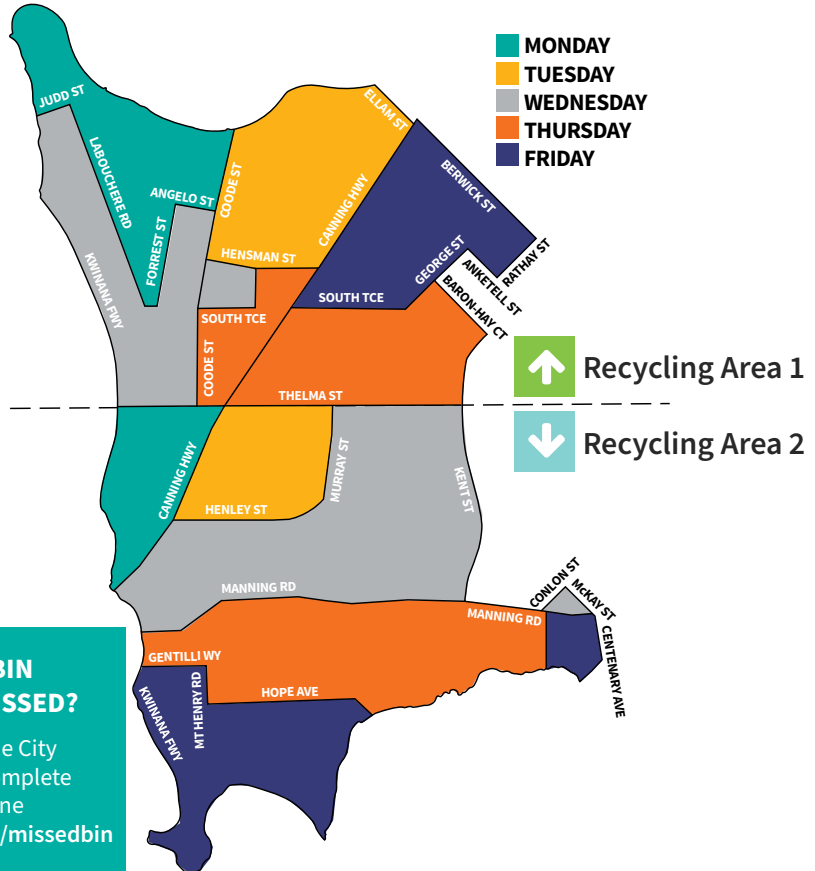 MONDAY
TUESDAY
WEDNESDAY
THURSDAY
FRIDAY
JUDD ST
LABOUCHERE RD
ANGELO ST
FORREST ST
COODE ST
ELLAM ST
CANNING HWY
HENSMAN ST
KWINANA FWY
BERWICK ST
GEORGE ST
RATHAY ST
ANKETELL ST
BARON-HAY CT
SOUTH TCE
SOUTH TCE
COODE ST
THELMA ST
Recycling Area 1
Recycling Area 2
CANNING HWY
MURRAY ST
HENLEY ST
KENT ST
MANNING RD
CONLON ST
McKAY ST
MANNING RD
CENTENARY AVE
GENTILLI WY
MT HENRY RD
HOPE AVE
KWINANA FWY
BIN
SSED?
e City
mplete
ne
/missedbin